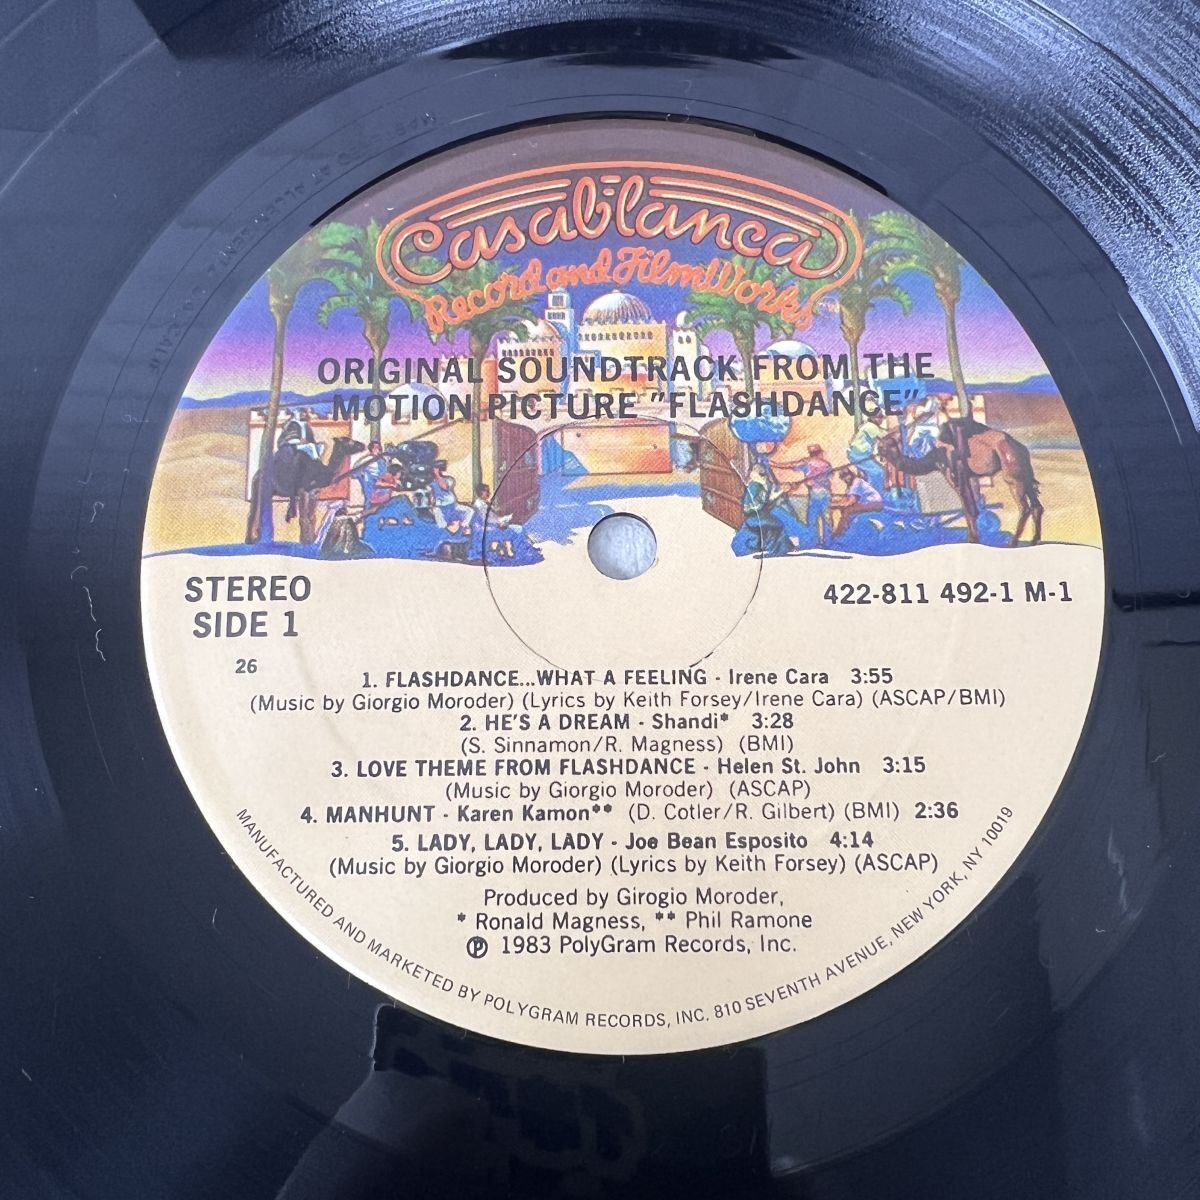 Casablanca
Record and FilmWorks
ORIGINAL SOUNDTRACK FROM THE
MOTION PICTURE "FLASHDANCE"
STEREO
SIDE 1
422-811 492-1 M-1
26
1. FLASHDANCE...WHAT A FEELING - Irene Cara 3:55
(Music by Giorgio Moroder) (Lyrics by Keith Forsey/Irene Cara) (ASCAP/BMI)
2. HE'S A DREAM - Shandi* 3:28
(S. Sinnamon/R. Magness) (BMI)
3. LOVE THEME FROM FLASHDANCE - Helen St. John 3:15
(Music by Giorgio Moroder) (ASCAP)
4. MANHUNT - Karen Kamon** (D. Cotler/R. Gilbert) (BMI) 2:36
5. LADY, LADY, LADY - Joe Bean Esposito 4:14
(Music by Giorgio Moroder) (Lyrics by Keith Forsey) (ASCAP)
Produced by Girogio Moroder,
* Ronald Magness, ** Phil Ramone
℗ 1983 PolyGram Records, Inc.
MANUFACTURED AND MARKETED BY POLYGRAM RECORDS, INC. 810 SEVENTH AVENUE, NEW YORK, NY 10019